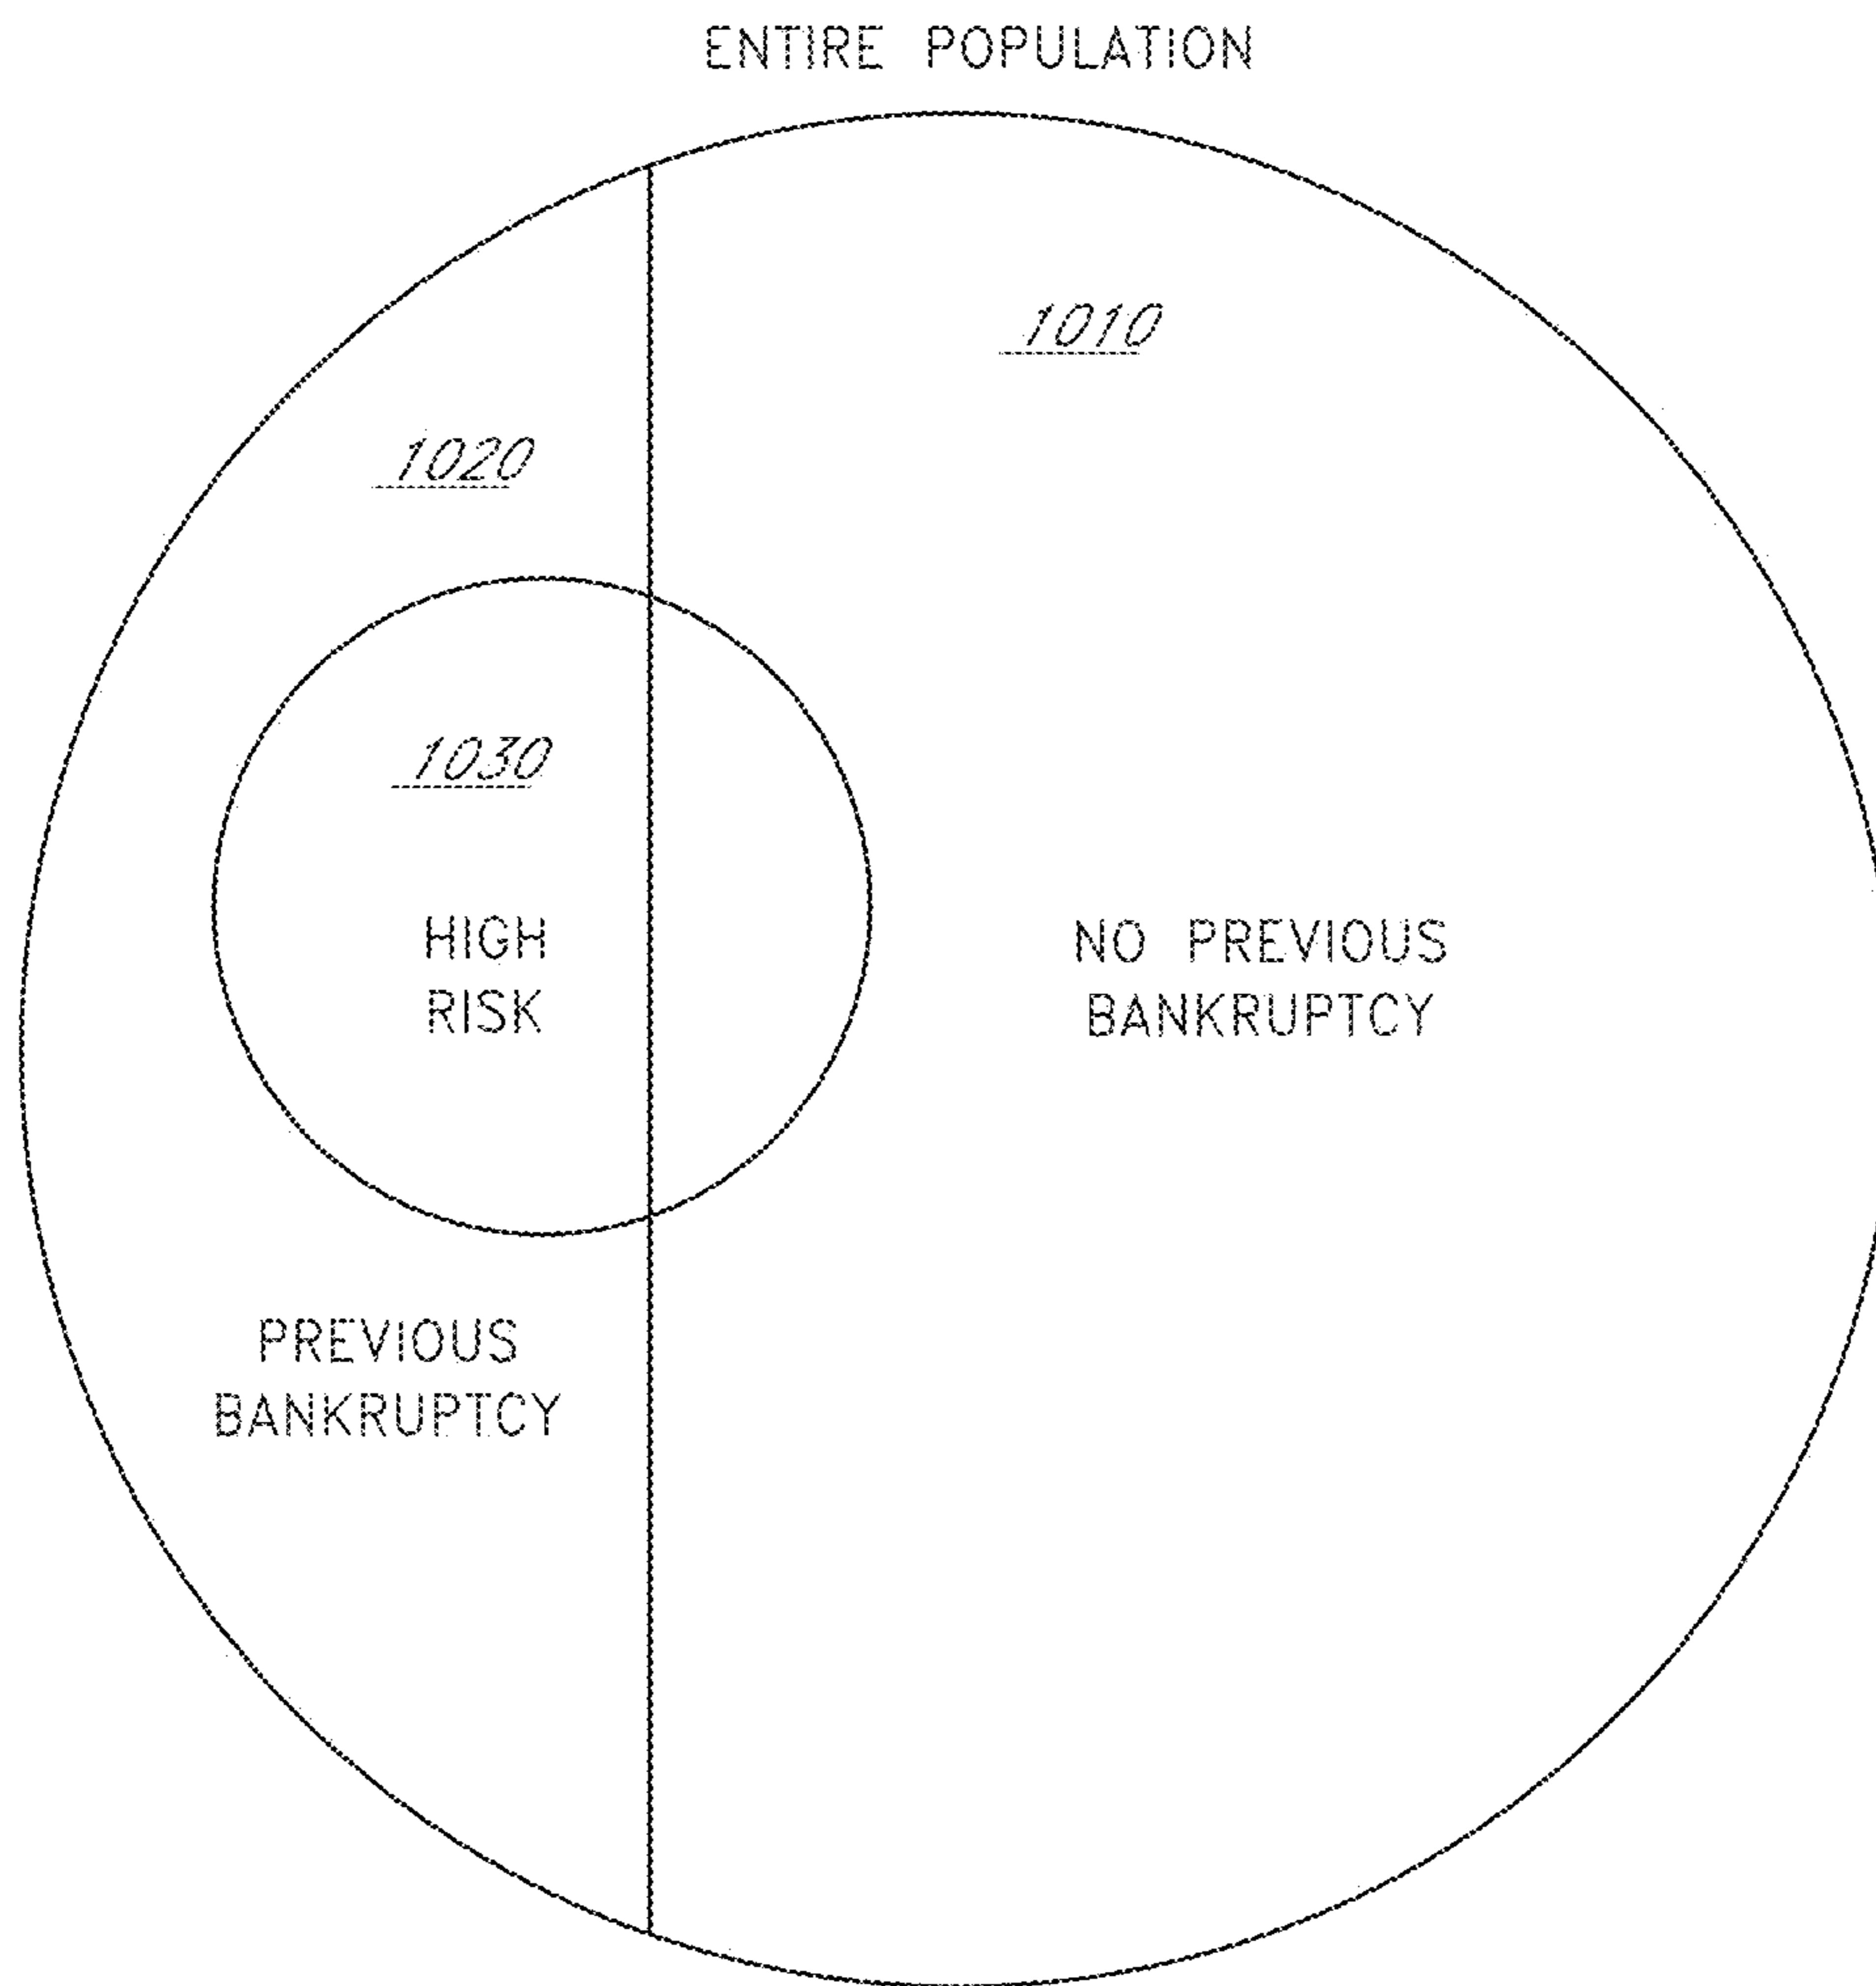 ENTIRE POPULATION
1010
1020
1030
HIGH
RISK
NO PREVIOUS
BANKRUPTCY
PREVIOUS
BANKRUPTCY